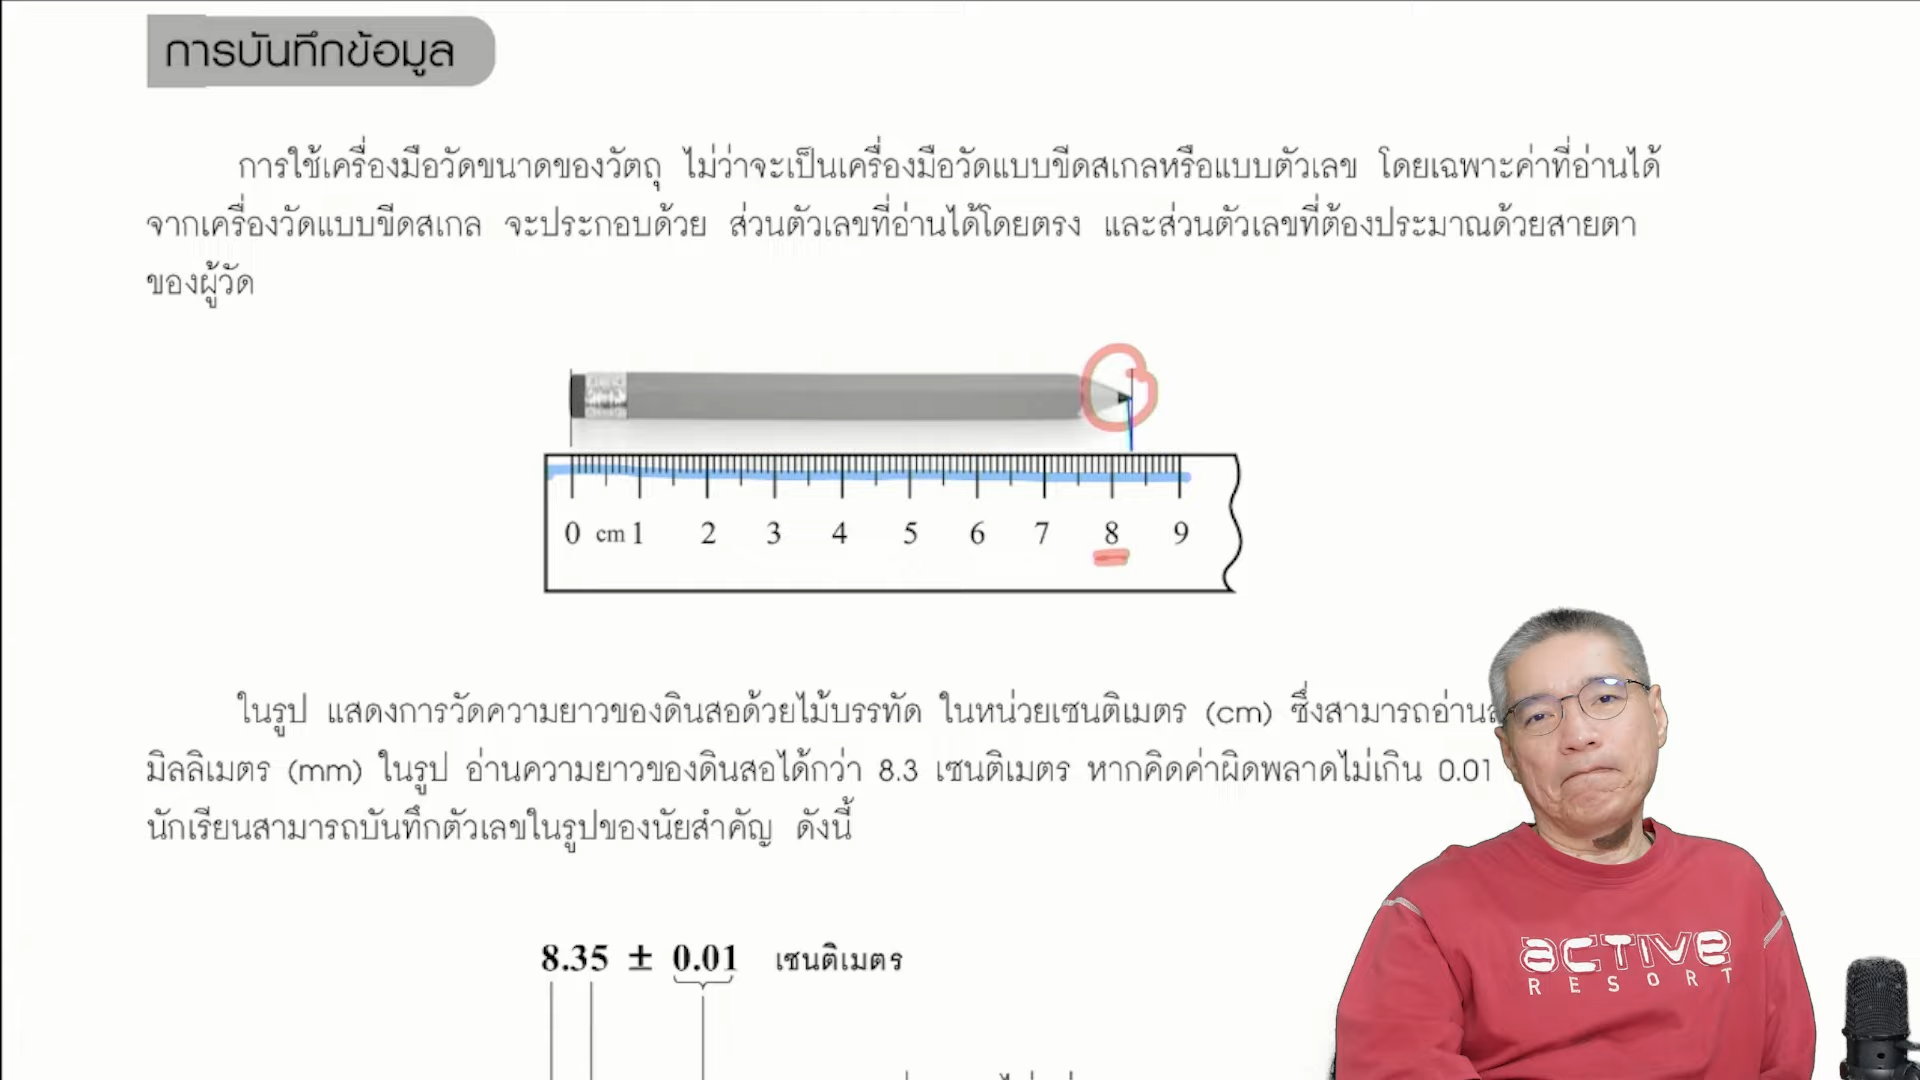 การบันทึกข้อมูล
การใช้เครื่องมือวัดขนาดของวัตถุ ไม่ว่าจะเป็นเครื่องมือวัดแบบขีดสเกลหรือแบบตัวเลข โดยเฉพาะค่าที่อ่านได้
จากเครื่องวัดแบบขีดสเกล จะประกอบด้วย ส่วนตัวเลขที่อ่านได้โดยตรง และส่วนตัวเลขที่ต้องประมาณด้วยสายตา
ของผู้วัด
0 cm 1 2 3 4 5 6 7 8 9
ในรูป แสดงการวัดความยาวของดินสอด้วยไม้บรรทัด ในหน่วยเซนติเมตร (cm) ซึ่งสามารถอ่าน
มิลลิเมตร (mm) ในรูป อ่านความยาวของดินสอได้กว่า 8.3 เซนติเมตร หากคิดค่าผิดพลาดไม่เกิน 0.01
นักเรียนสามารถบันทึกตัวเลขในรูปของนัยสำคัญ ดังนี้
8.35 ± 0.01 เซนติเมตร
ACTIVE
RESORT